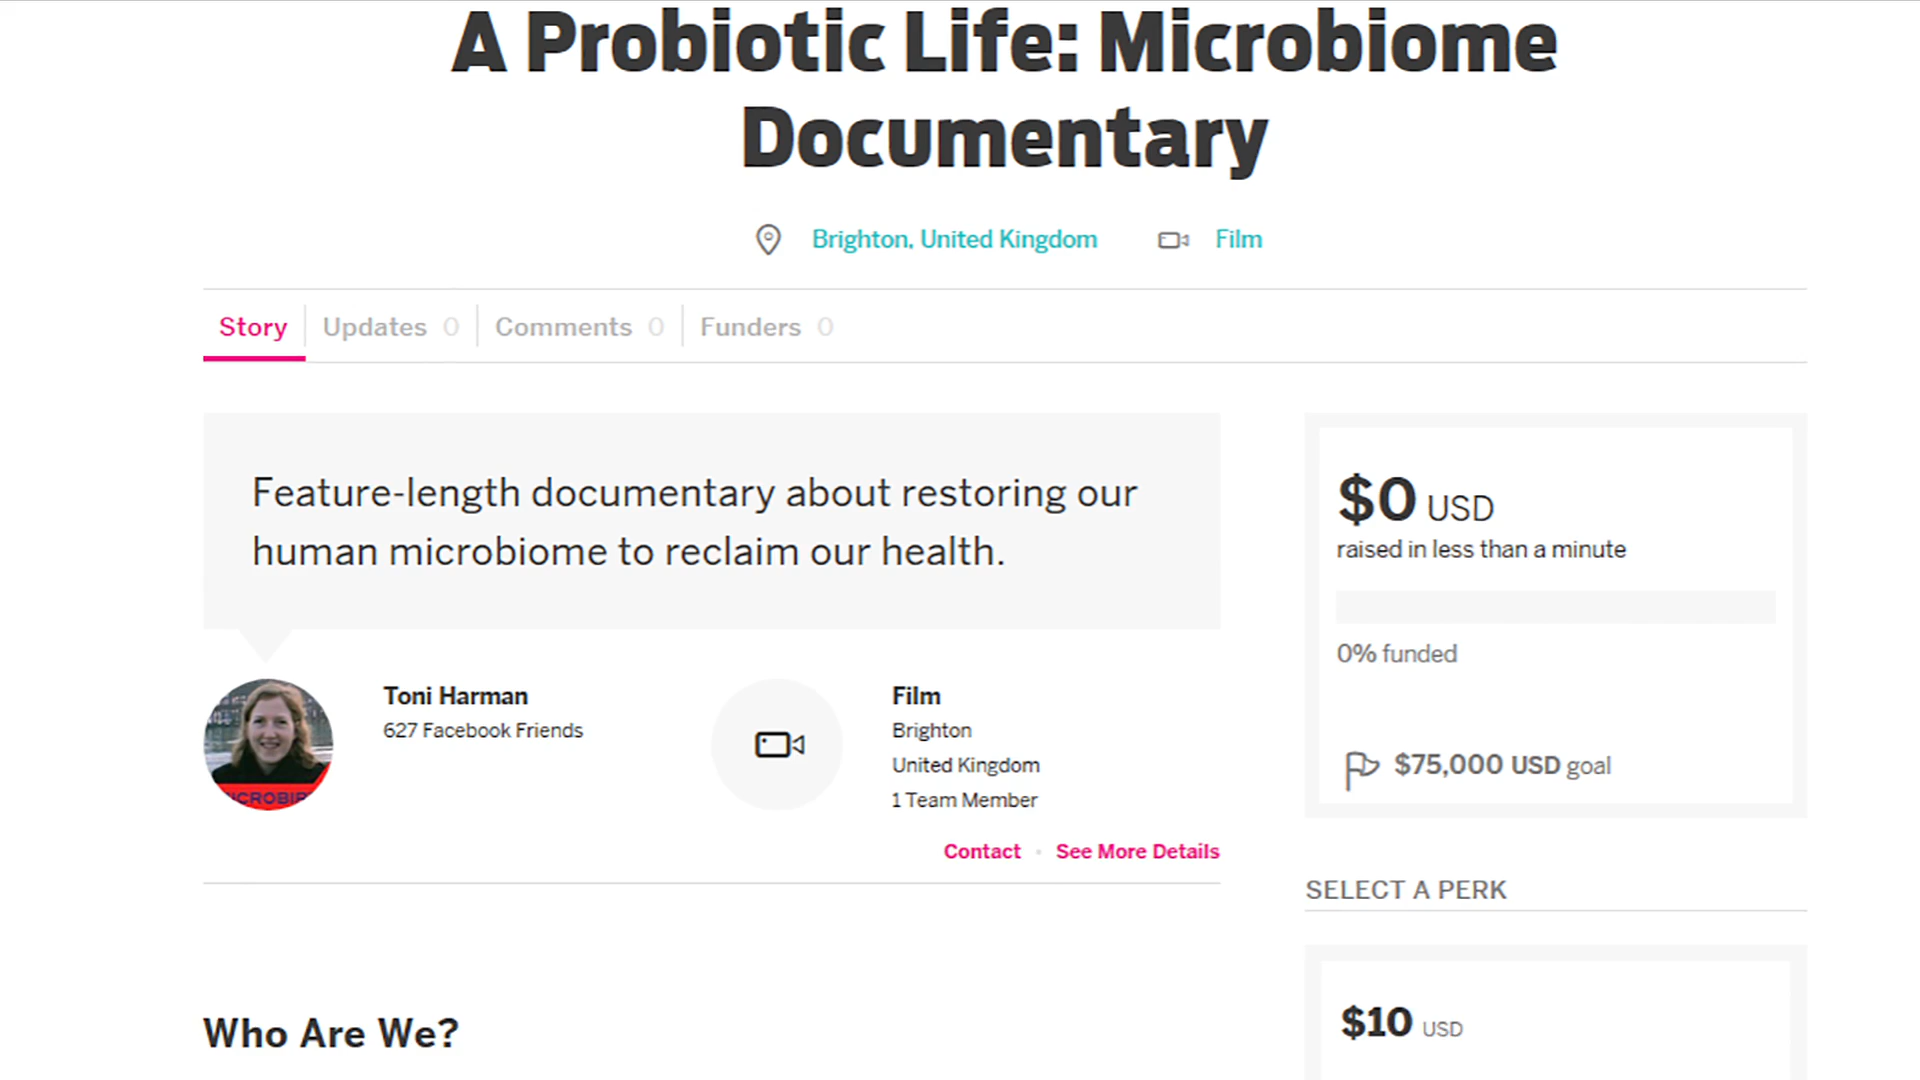 A Probiotic Life: Microbiome
Documentary
Brighton, United Kingdom Film
Story Updates 0 Comments 0 Funders 0
Feature-length documentary about restoring our
human microbiome to reclaim our health.
Toni Harman
627 Facebook Friends
Film
Brighton
United Kingdom
1 Team Member
Contact • See More Details
Who Are We?
$0 USD
raised in less than a minute
0% funded
$75,000 USD goal
SELECT A PERK
$10 USD